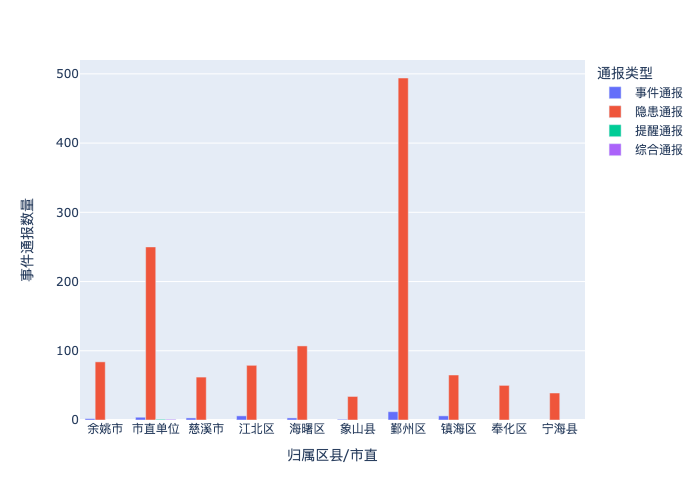 通报类型
事件通报
隐患通报
提醒通报
综合通报
事件通报数量
500
400
300
200
100
0
余姚市 市直单位 慈溪市 江北区 海曙区 象山县 鄞州区 镇海区 奉化区 宁海县
归属区县/市直